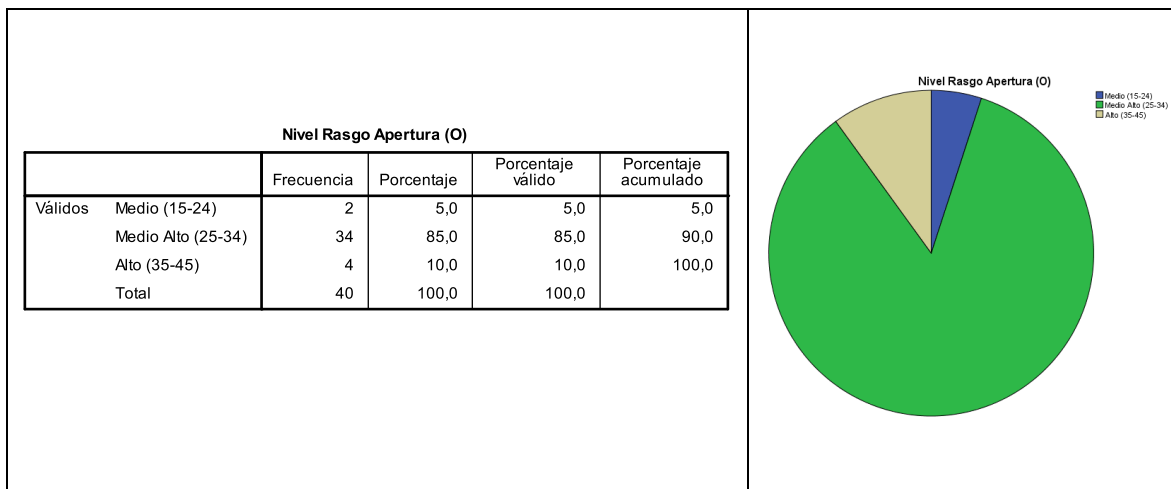 Nivel Rasgo Apertura (O)
Frecuencia Porcentaje Porcentaje válido Porcentaje acumulado
Válidos Medio (15-24) 2 5,0 5,0 5,0
Medio Alto (25-34) 34 85,0 85,0 90,0
Alto (35-45) 4 10,0 10,0 100,0
Total 40 100,0 100,0
Nivel Rasgo Apertura (O)
Medio (15-24)
Medio Alto (25-34)
Alto (35-45)